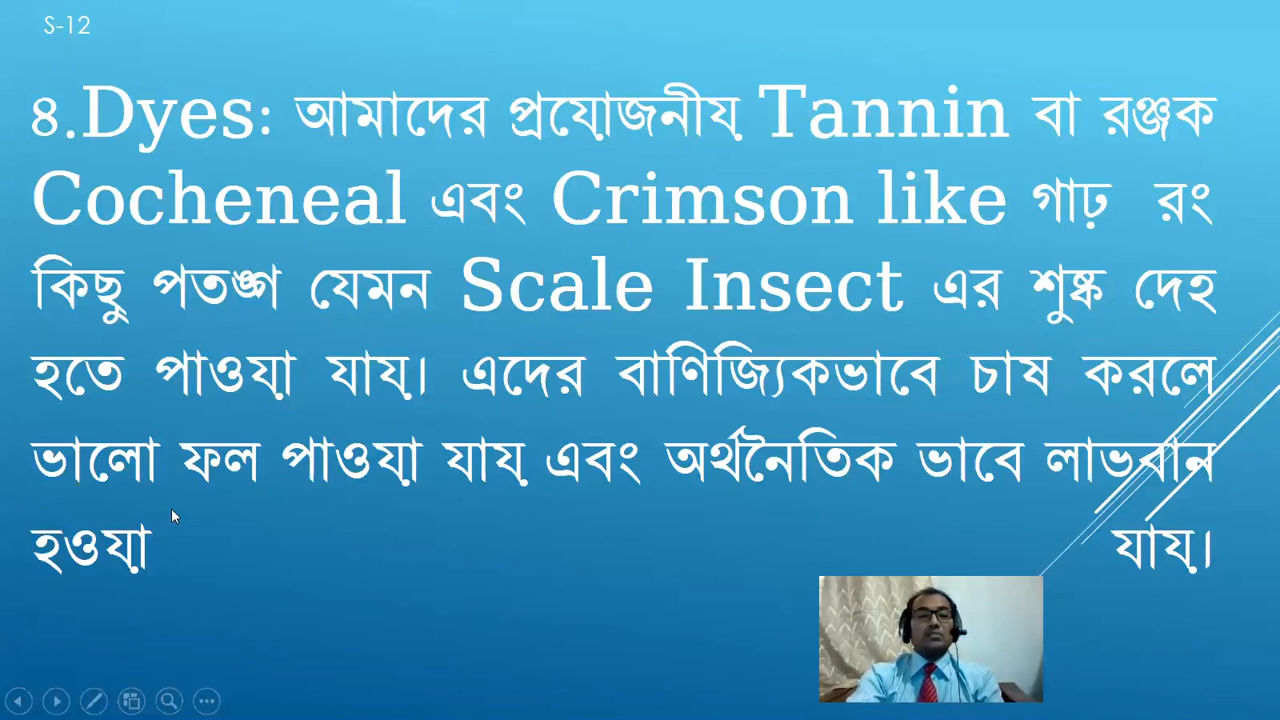 S-12
8.Dyes: আমাদের প্রয়োজনীয় Tannin বা রঞ্জক
Cocheneal এবং Crimson like গাঢ় রং
কিছু পতঙ্গ যেমন Scale Insect এর শুষ্ক দেহ
হতে পাওয়া যায়। এদের বাণিজ্যিকভাবে চাষ করলে
ভালো ফল পাওয়া যায় এবং অর্থনৈতিক ভাবে লাভবান
হওয়া যায়।